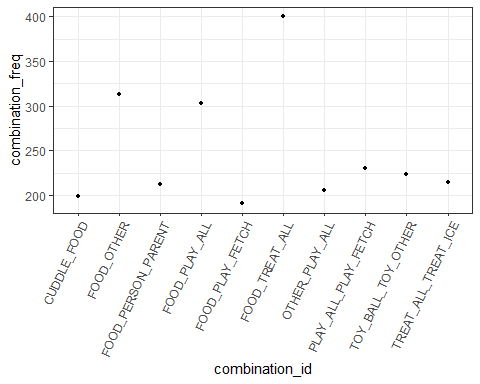 400
350
300
250
200
combination_freq
CUDDLE_FOOD
FOOD_OTHER
FOOD_PERSON_PARENT
FOOD_PLAY_ALL
FOOD_PLAY_FETCH
FOOD_TREAT_ALL
OTHER_PLAY_ALL
PLAY_ALL_PLAY_FETCH
TOY_BALL_TOY_OTHER
TREAT_ALL_TREAT_ICE
combination_id